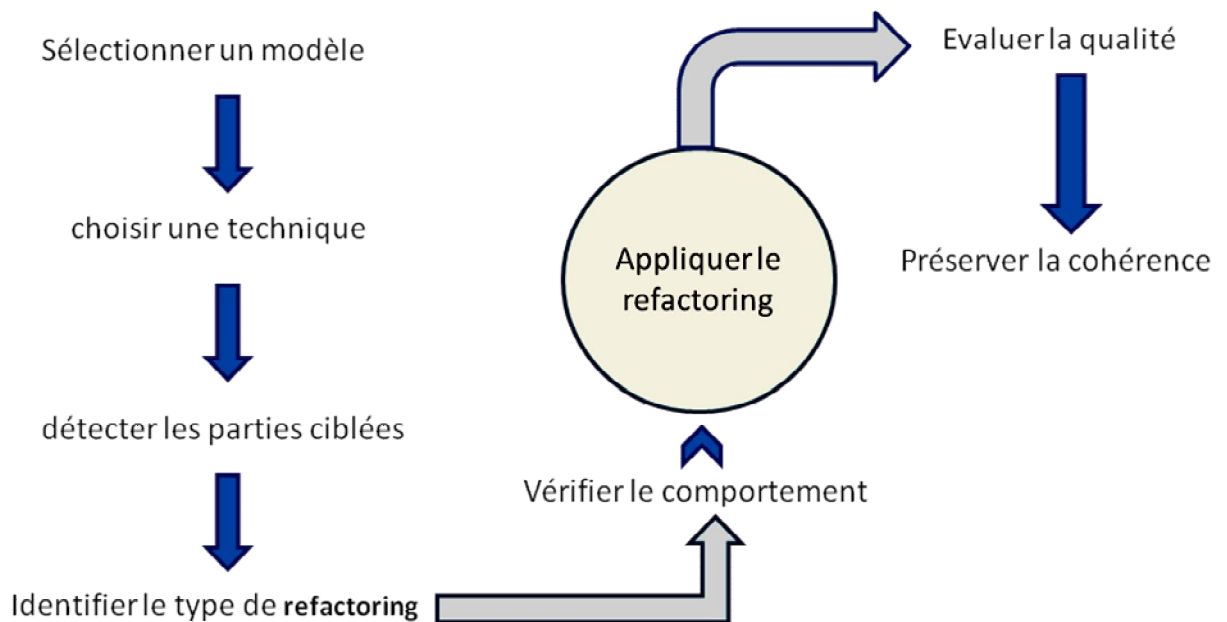 Sélectionner un modèle
choisir une technique
détecter les parties ciblées
Identifier le type de refactoring
Vérifier le comportement
Appliquer le
refactoring
Evaluer la qualité
Préserver la cohérence